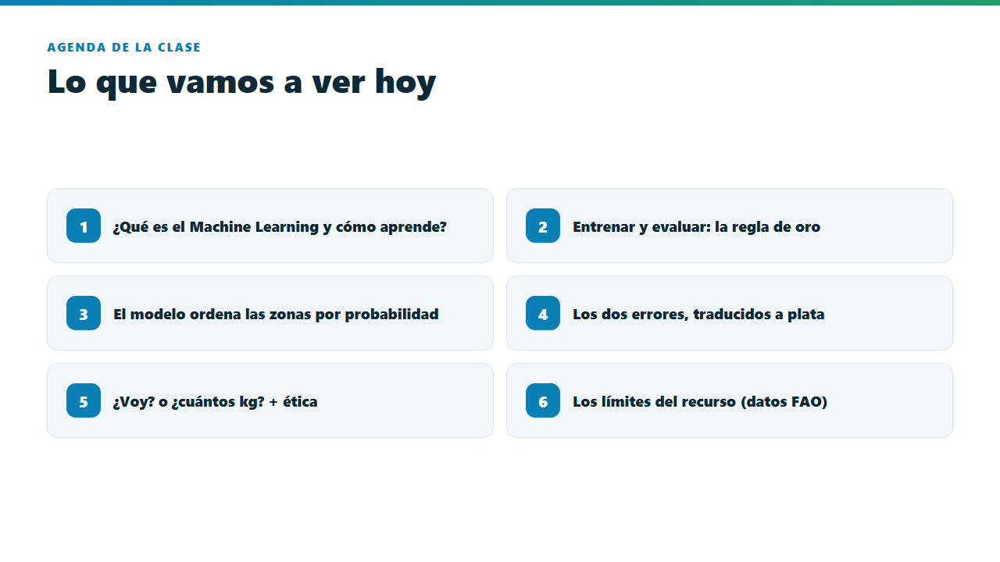 AGENDA DE LA CLASE
Lo que vamos a ver hoy
1 ¿Qué es el Machine Learning y cómo aprende?
2 Entrenar y evaluar: la regla de oro
3 El modelo ordena las zonas por probabilidad
4 Los dos errores, traducidos a plata
5 ¿Voy? o ¿cuántos kg? + ética
6 Los límites del recurso (datos FAO)